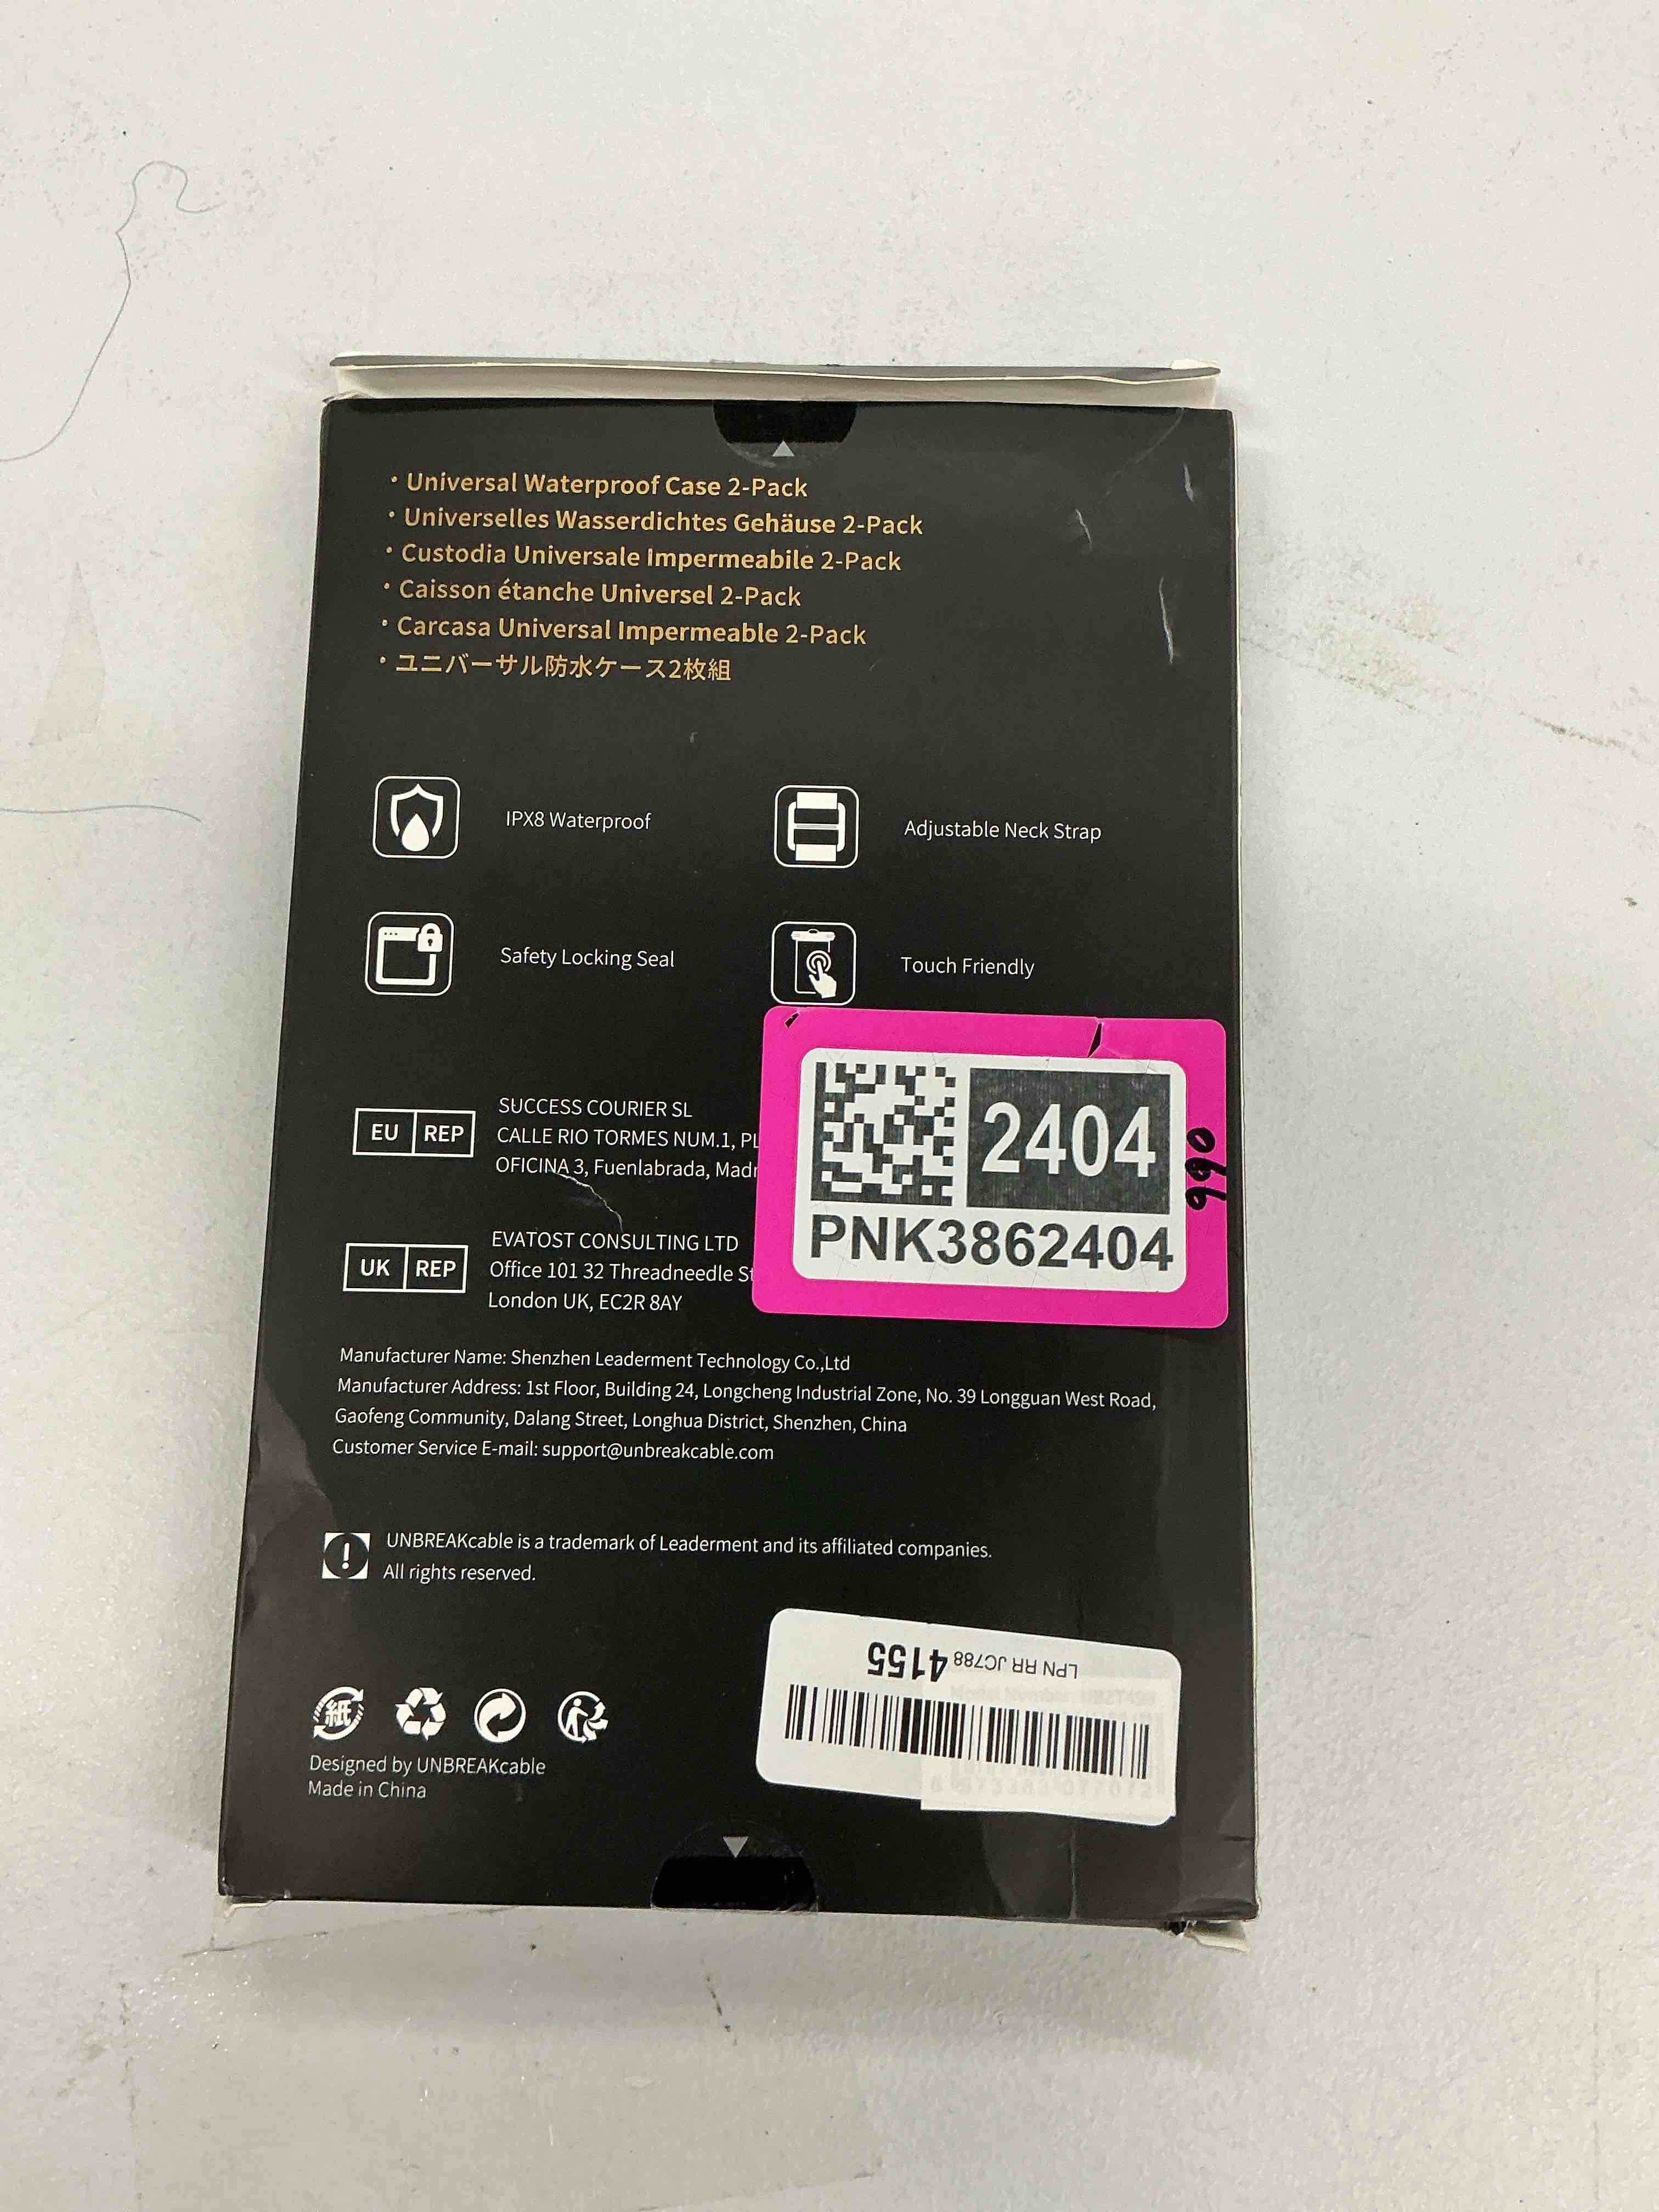 • Universal Waterproof Case 2-Pack
• Universelles Wasserdichtes Gehäuse 2-Pack
• Custodia Universale Impermeabile 2-Pack
• Caisson étanche Universel 2-Pack
• Carcasa Universal Impermeable 2-Pack
• ユニバーサル防水ケース2枚組
IPX8 Waterproof
Adjustable Neck Strap
Safety Locking Seal
Touch Friendly
EU REP
SUCCESS COURIER SL
CALLE RIO TORMES NUM.1,
OFICINA 3, Fuenlabrada,
2404
PNK3862404
990
UK REP
EVATOST CONSULTING LTD
Office 101 32 Threadneedle
London UK, EC2R 8AY
Manufacturer Name: Shenzhen Leaderment Technology Co.,Ltd
Manufacturer Address: 1st Floor, Building 24, Longcheng Industrial Zone, No. 39 Longguan West Road,
Gaofeng Community, Dalang Street, Longhua District, Shenzhen, China
Customer Service E-mail: support@unbreakcable.com
UNBREAKcable is a trademark of Leaderment and its affiliated companies.
All rights reserved.
LPN RR JC788 4155
紙
Designed by UNBREAKcable
Made in China